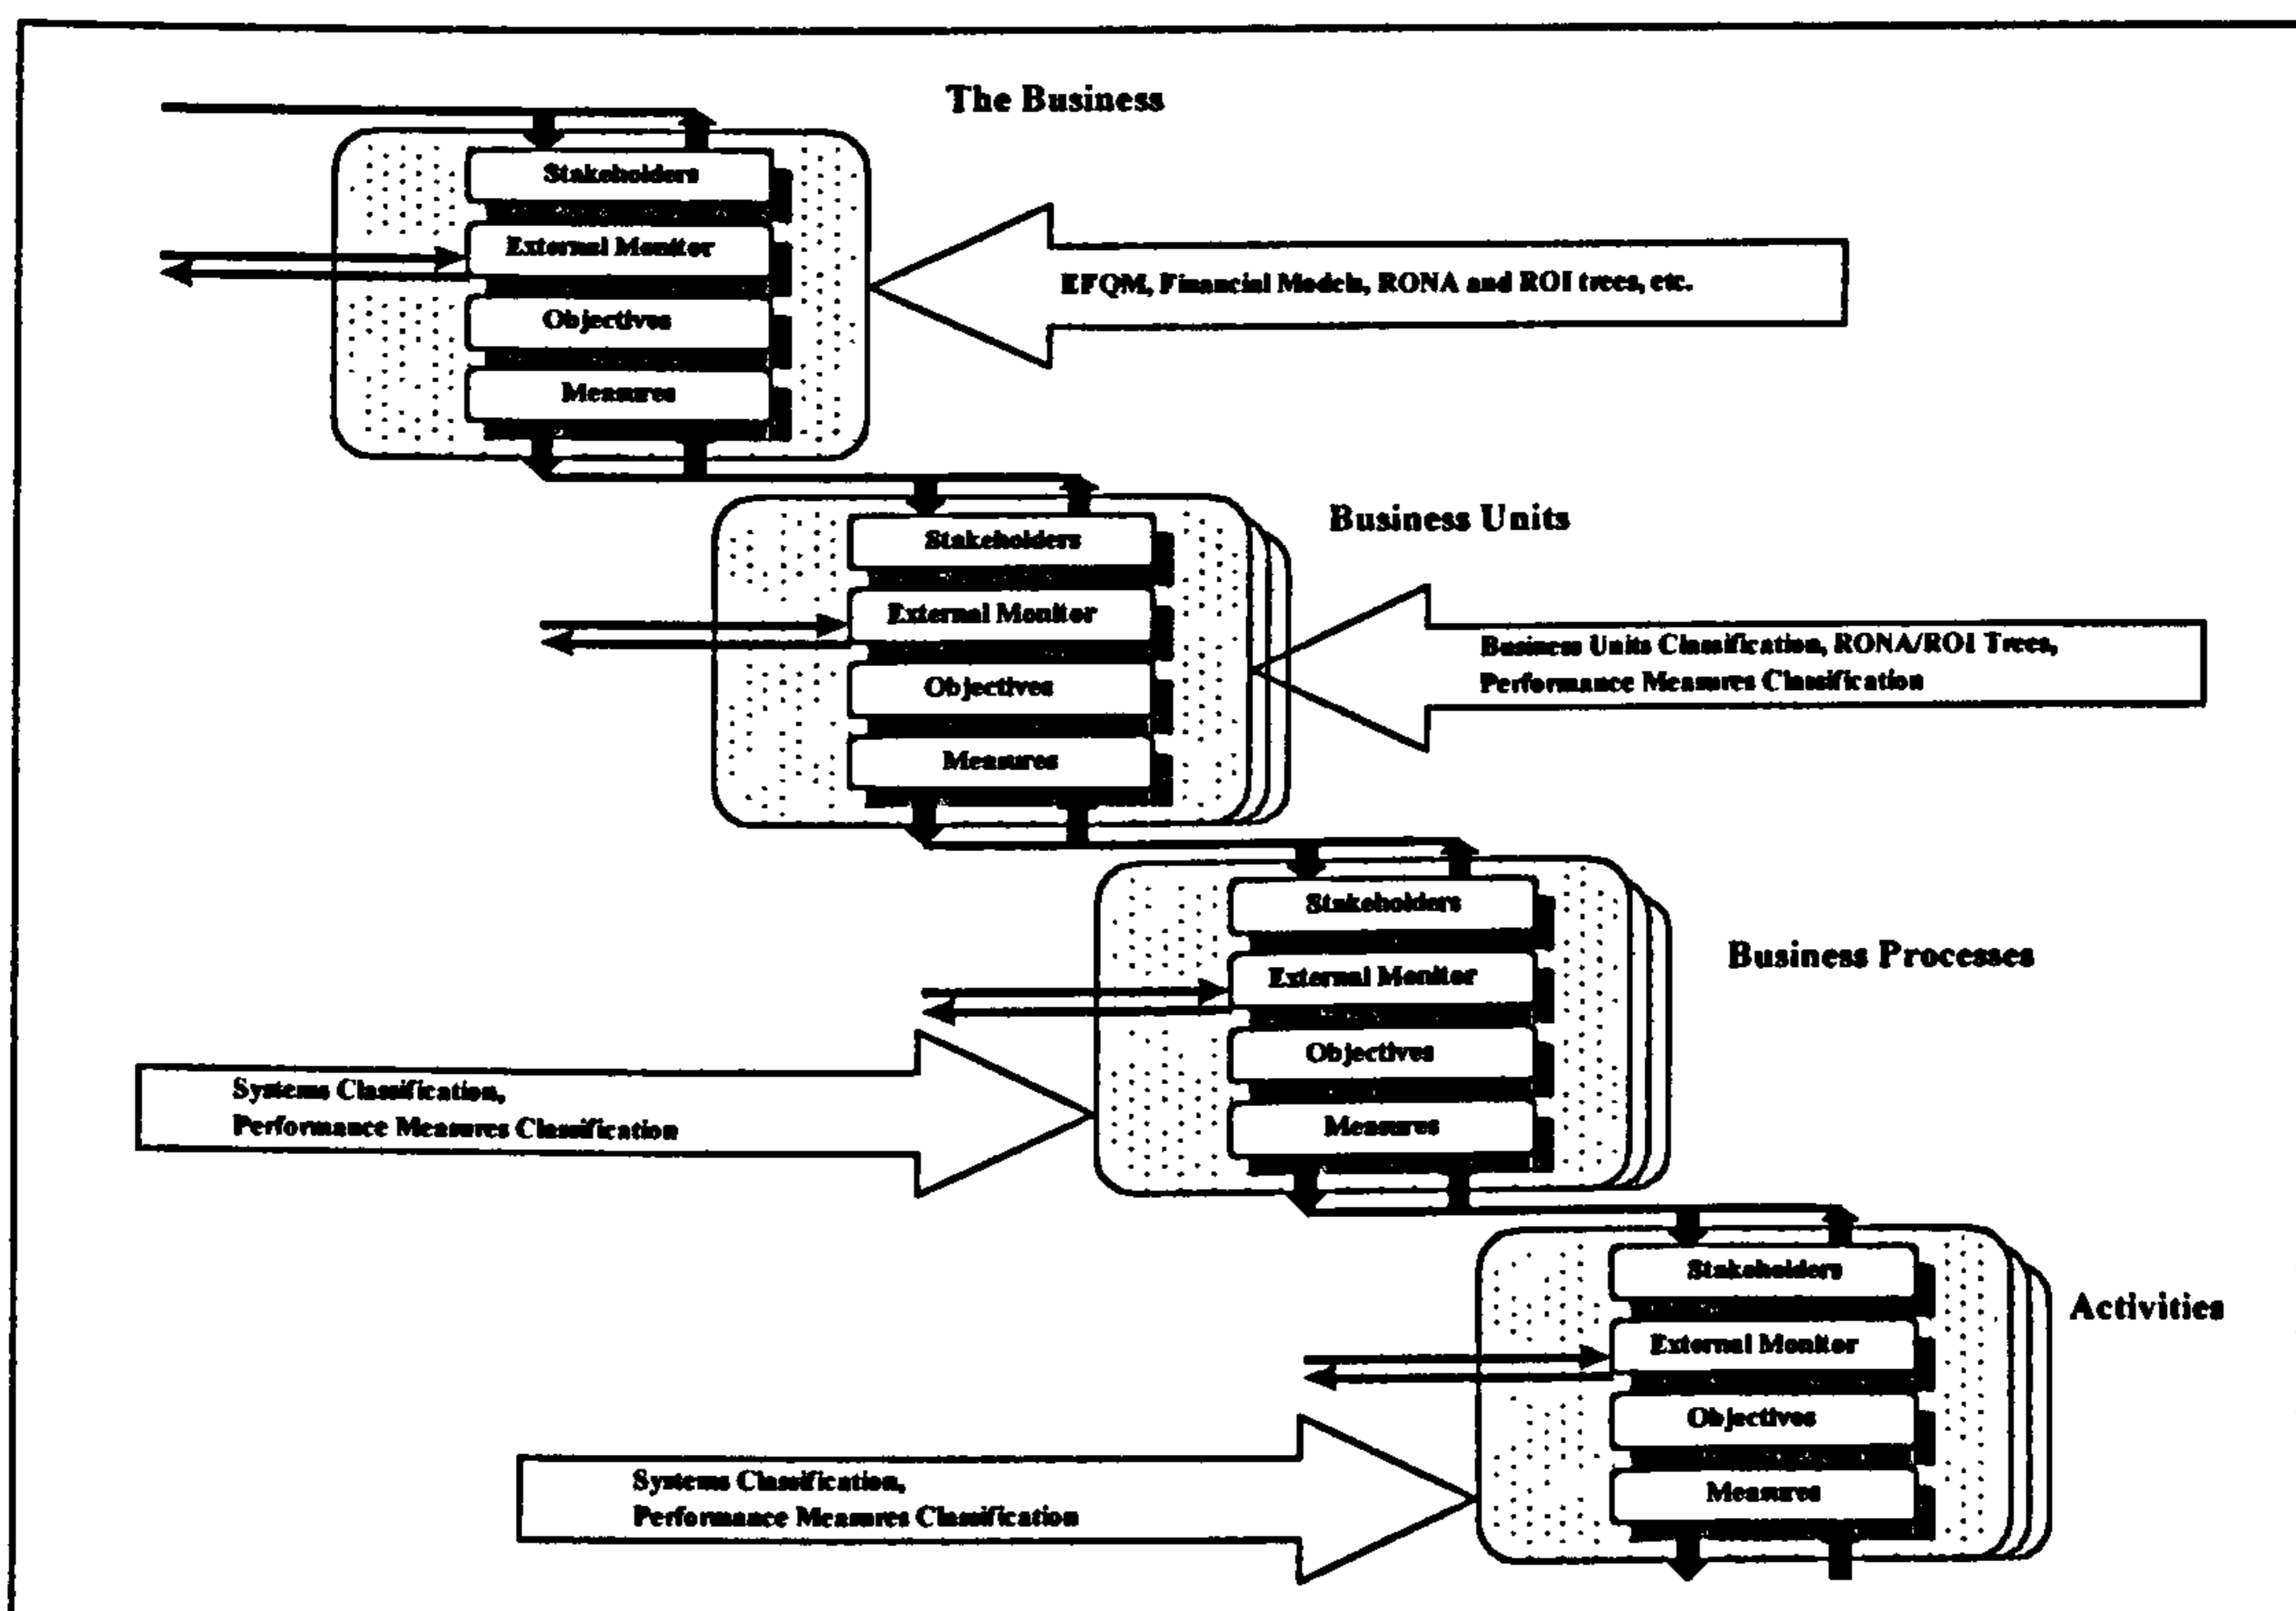 The Business
Stakeholders
External Monitor
Objectives
Measures
EFQM, Financial Models, RONA and ROI trees, etc.
Business Units
Stakeholders
External Monitor
Objectives
Measures
Business Units Classification, RONA/ROI Trees,
Performance Measures Classification
Business Processes
Stakeholders
External Monitor
Objectives
Measures
Systems Classification,
Performance Measures Classification
Activities
Stakeholders
External Monitor
Objectives
Measures
Systems Classification,
Performance Measures Classification